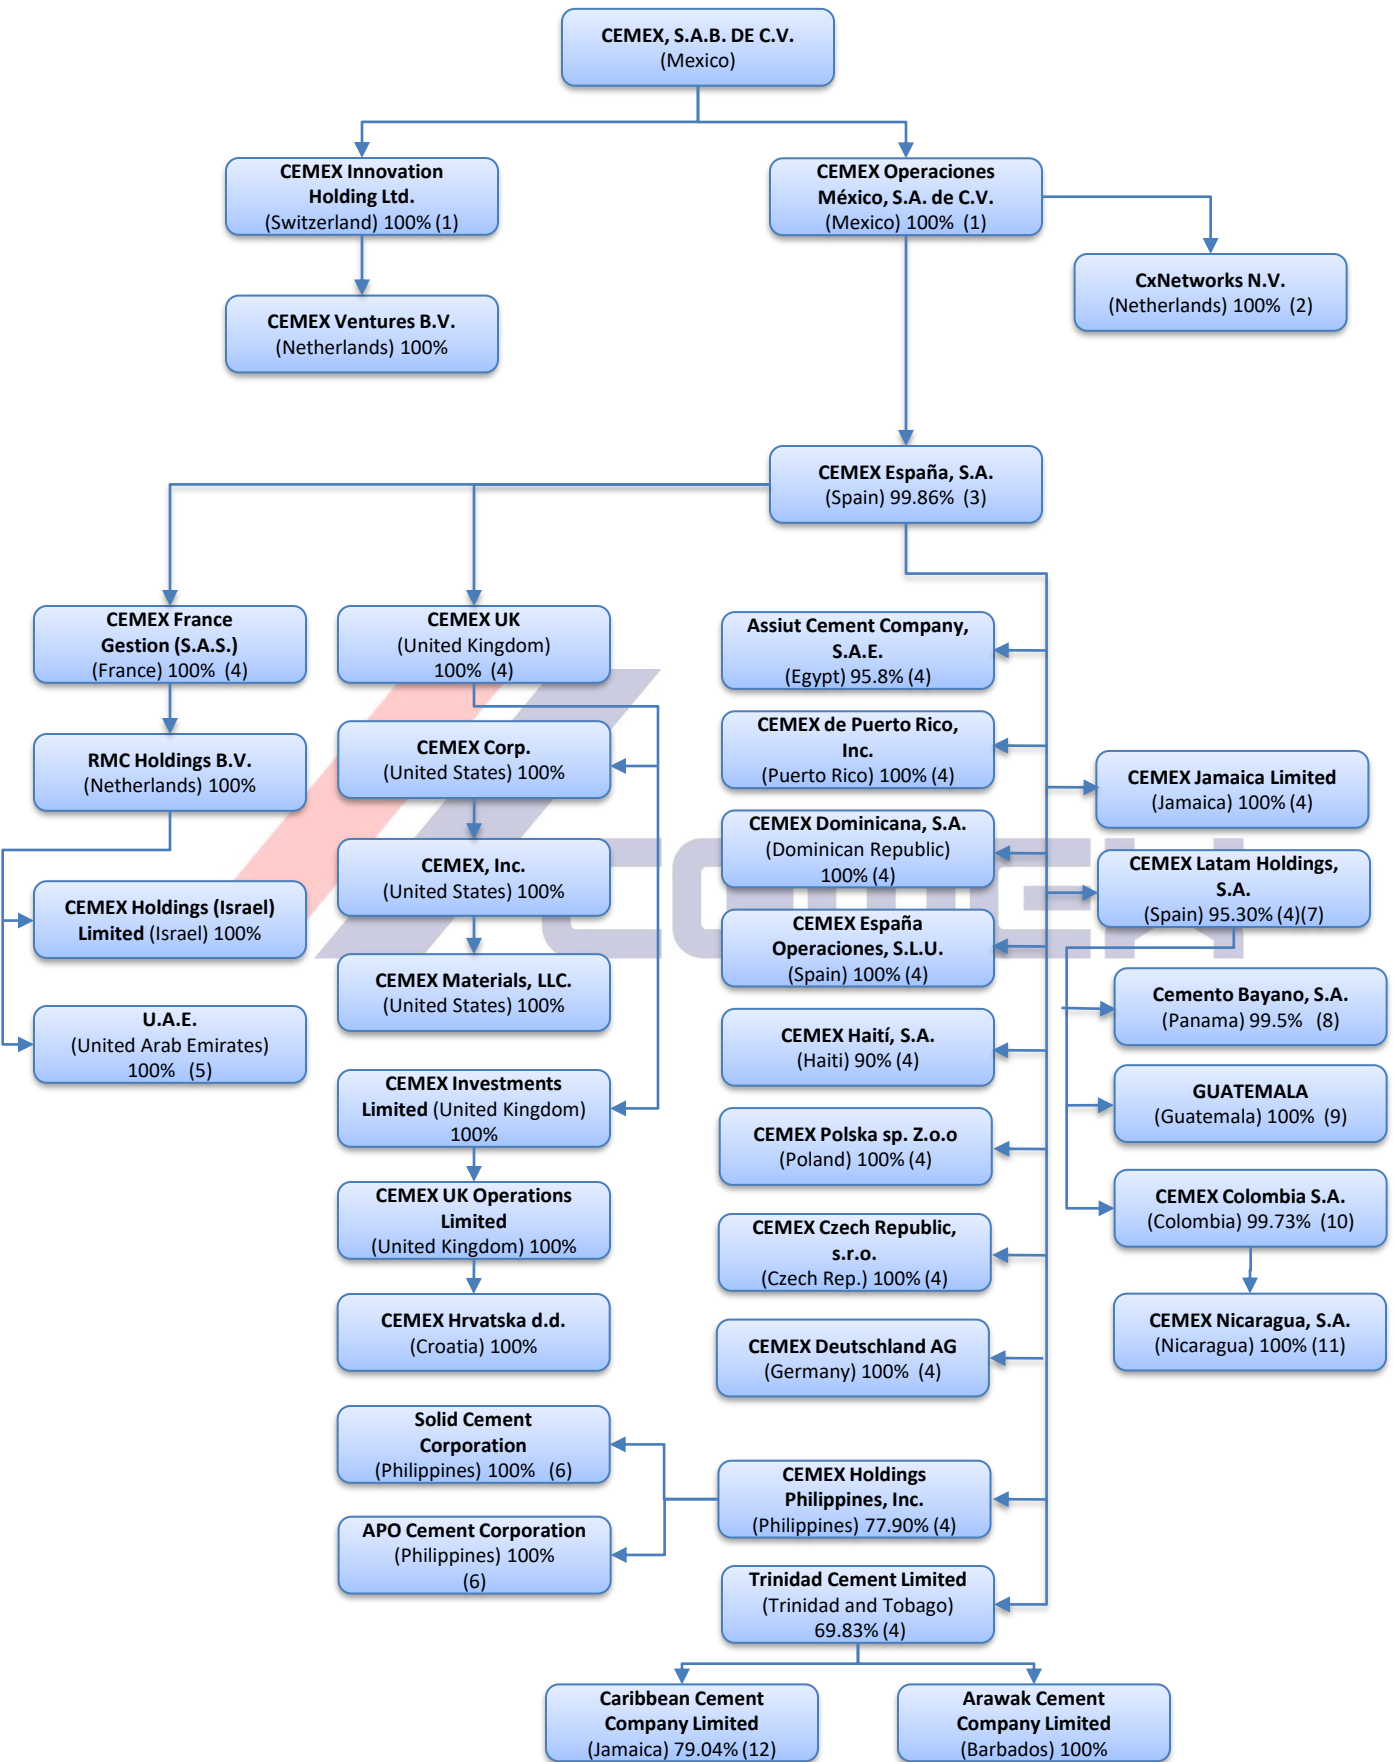 CEMEX, S.A.B. DE C.V.
(Mexico)
CEMEX Innovation
Holding Ltd.
(Switzerland) 100% (1)
CEMEX Operaciones
México, S.A. de C.V.
(Mexico) 100% (1)
CxNetworks N.V.
(Netherlands) 100% (2)
CEMEX Ventures B.V.
(Netherlands) 100%
CEMEX España, S.A.
(Spain) 99.86% (3)
CEMEX France
Gestion (S.A.S.)
(France) 100% (4)
RMC Holdings B.V.
(Netherlands) 100%
CEMEX Holdings (Israel)
Limited (Israel) 100%
U.A.E.
(United Arab Emirates)
100% (5)
CEMEX UK
(United Kingdom)
100% (4)
CEMEX Corp.
(United States) 100%
CEMEX, Inc.
(United States) 100%
CEMEX Materials, LLC.
(United States) 100%
CEMEX Investments
Limited (United Kingdom)
100%
CEMEX UK Operations
Limited
(United Kingdom) 100%
CEMEX Hrvatska d.d.
(Croatia) 100%
Solid Cement
Corporation
(Philippines) 100% (6)
APO Cement Corporation
(Philippines) 100%
(6)
Assiut Cement Company,
S.A.E.
(Egypt) 95.8% (4)
CEMEX de Puerto Rico,
Inc.
(Puerto Rico) 100% (4)
CEMEX Dominicana, S.A.
(Dominican Republic)
100% (4)
CEMEX España
Operaciones, S.L.U.
(Spain) 100% (4)
CEMEX Haití, S.A.
(Haiti) 90% (4)
CEMEX Polska sp. Z.o.o
(Poland) 100% (4)
CEMEX Czech Republic,
s.r.o.
(Czech Rep.) 100% (4)
CEMEX Deutschland AG
(Germany) 100% (4)
CEMEX Holdings
Philippines, Inc.
(Philippines) 77.90% (4)
Trinidad Cement Limited
(Trinidad and Tobago)
69.83% (4)
Caribbean Cement
Company Limited
(Jamaica) 79.04% (12)
Arawak Cement
Company Limited
(Barbados) 100%
CEMEX Jamaica Limited
(Jamaica) 100% (4)
CEMEX Latam Holdings,
S.A.
(Spain) 95.30% (4)(7)
Cemento Bayano, S.A.
(Panama) 99.5% (8)
GUATEMALA
(Guatemala) 100% (9)
CEMEX Colombia S.A.
(Colombia) 99.73% (10)
CEMEX Nicaragua, S.A.
(Nicaragua) 100% (11)
CEMEX